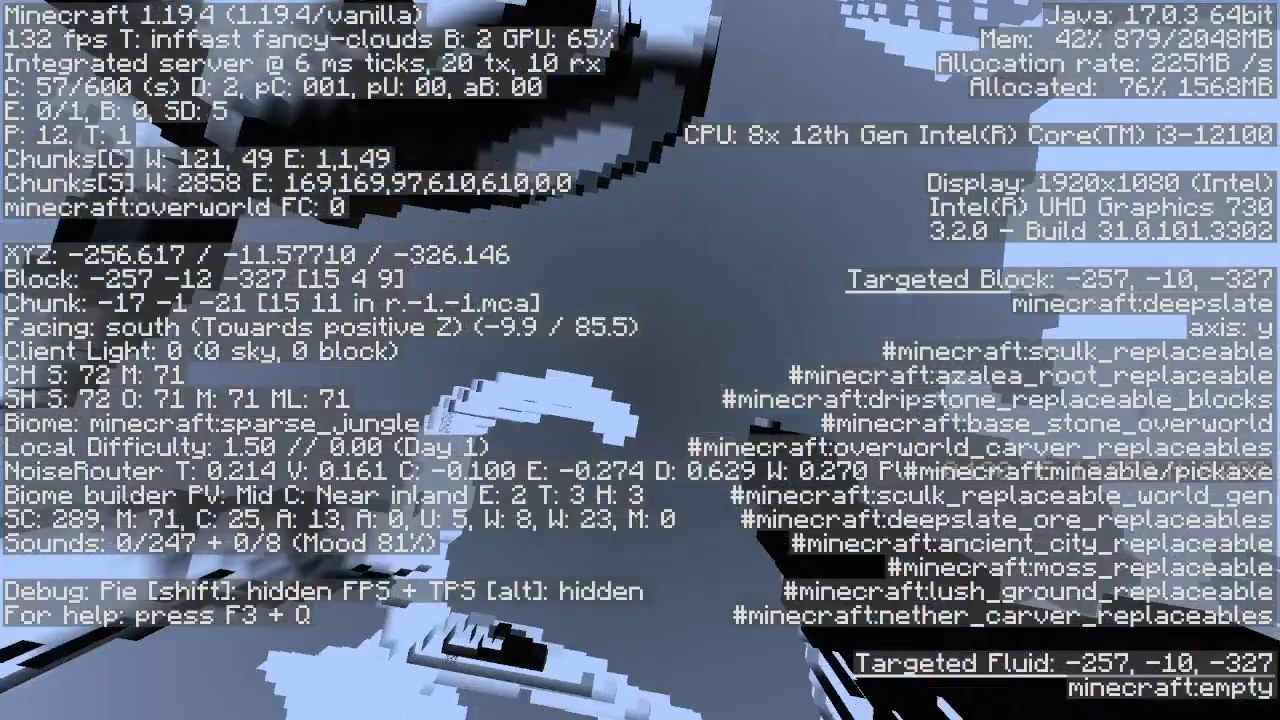 Minecraft 1.19.4 (1.19.4/vanilla)
132 fps T: inffast fancy-clouds B: 2 GPU: 65%
Integrated server @ 6 ms ticks, 20 tx, 10 rx
C: 57/600 (s) D: 2, pC: 001, pU: 00, aB: 00
E: 0/1, B: 0, SD: 5
P: 12, T: 1
Chunks[C] W: 121, 49 E: 1,1,49
Chunks[S] W: 2858 E: 169,169,97,610,610,0,0
minecraft:overworld FC: 0
XYZ: -256.617 / -11.57710 / -326.146
Block: -257 -12 -327 [15 4 9]
Chunk: -17 -1 -21 [15 11 in r.-1.-1.mca]
Facing: south (Towards positive Z) (-9.9 / 85.5)
Client Light: 0 (0 sky, 0 block)
CH S: 72 M: 71
SH S: 72 O: 71 M: 71 ML: 71
Biome: minecraft:sparse_jungle
Local Difficulty: 1.50 // 0.00 (Day 1)
NoiseRouter T: 0.214 V: 0.161 C: -0.100 E: -0.274 D: 0.629 W: 0.270
Biome builder PV: Mid C: Near inland E: 2 T: 3 H: 3
SC: 289, M: 71, C: 25, A: 13, A: 0, U: 5, W: 8, W: 23, M: 0
Sounds: 0/247 + 0/8 (Mood 81%)
Debug: Pie [shift]: hidden FPS + TPS [alt]: hidden
For help: press F3 + Q
Java: 17.0.3 64bit
Mem: 42% 879/2048MB
Allocation rate: 225MB /s
Allocated: 76% 1568MB
CPU: 8x 12th Gen Intel(R) Core(TM) i3-12100
Display: 1920x1080 (Intel)
Intel(R) UHD Graphics 730
3.2.0 - Build 31.0.101.3302
Targeted Block: -257, -10, -327
minecraft:deepslate
axis: y
#minecraft:sculk_replaceable
#minecraft:azalea_root_replaceable
#minecraft:dripstone_replaceable_blocks
#minecraft:base_stone_overworld
#minecraft:overworld_carver_replaceables
#minecraft:mineable/pickaxe
#minecraft:sculk_replaceable_world_gen
#minecraft:deepslate_ore_replaceables
#minecraft:ancient_city_replaceable
#minecraft:moss_replaceable
#minecraft:lush_ground_replaceable
#minecraft:nether_carver_replaceables
Targeted Fluid: -257, -10, -327
minecraft:empty